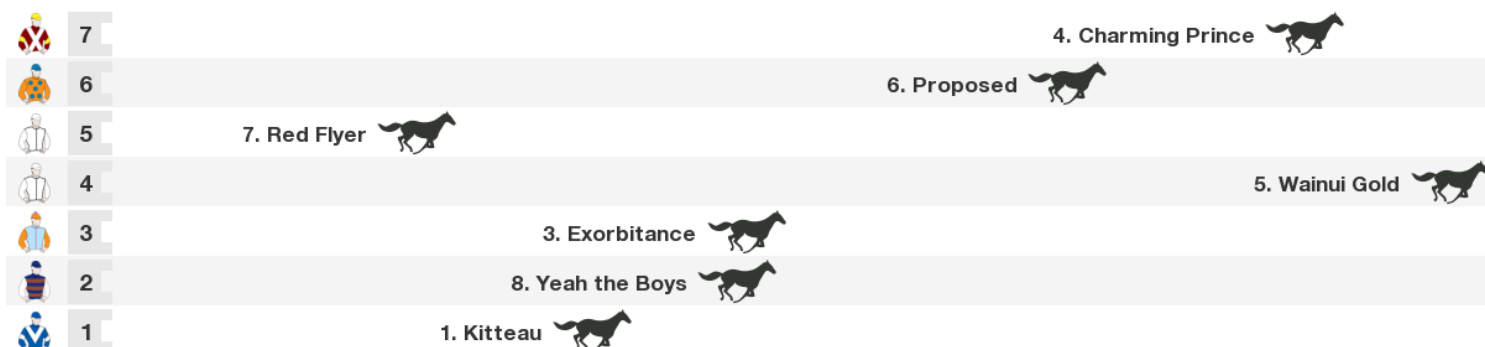 7 4. Charming Prince
6 6. Proposed
5 7. Red Flyer
4 5. Wainui Gold
3 3. Exorbitance
2 8. Yeah the Boys
1 1. Kitteau